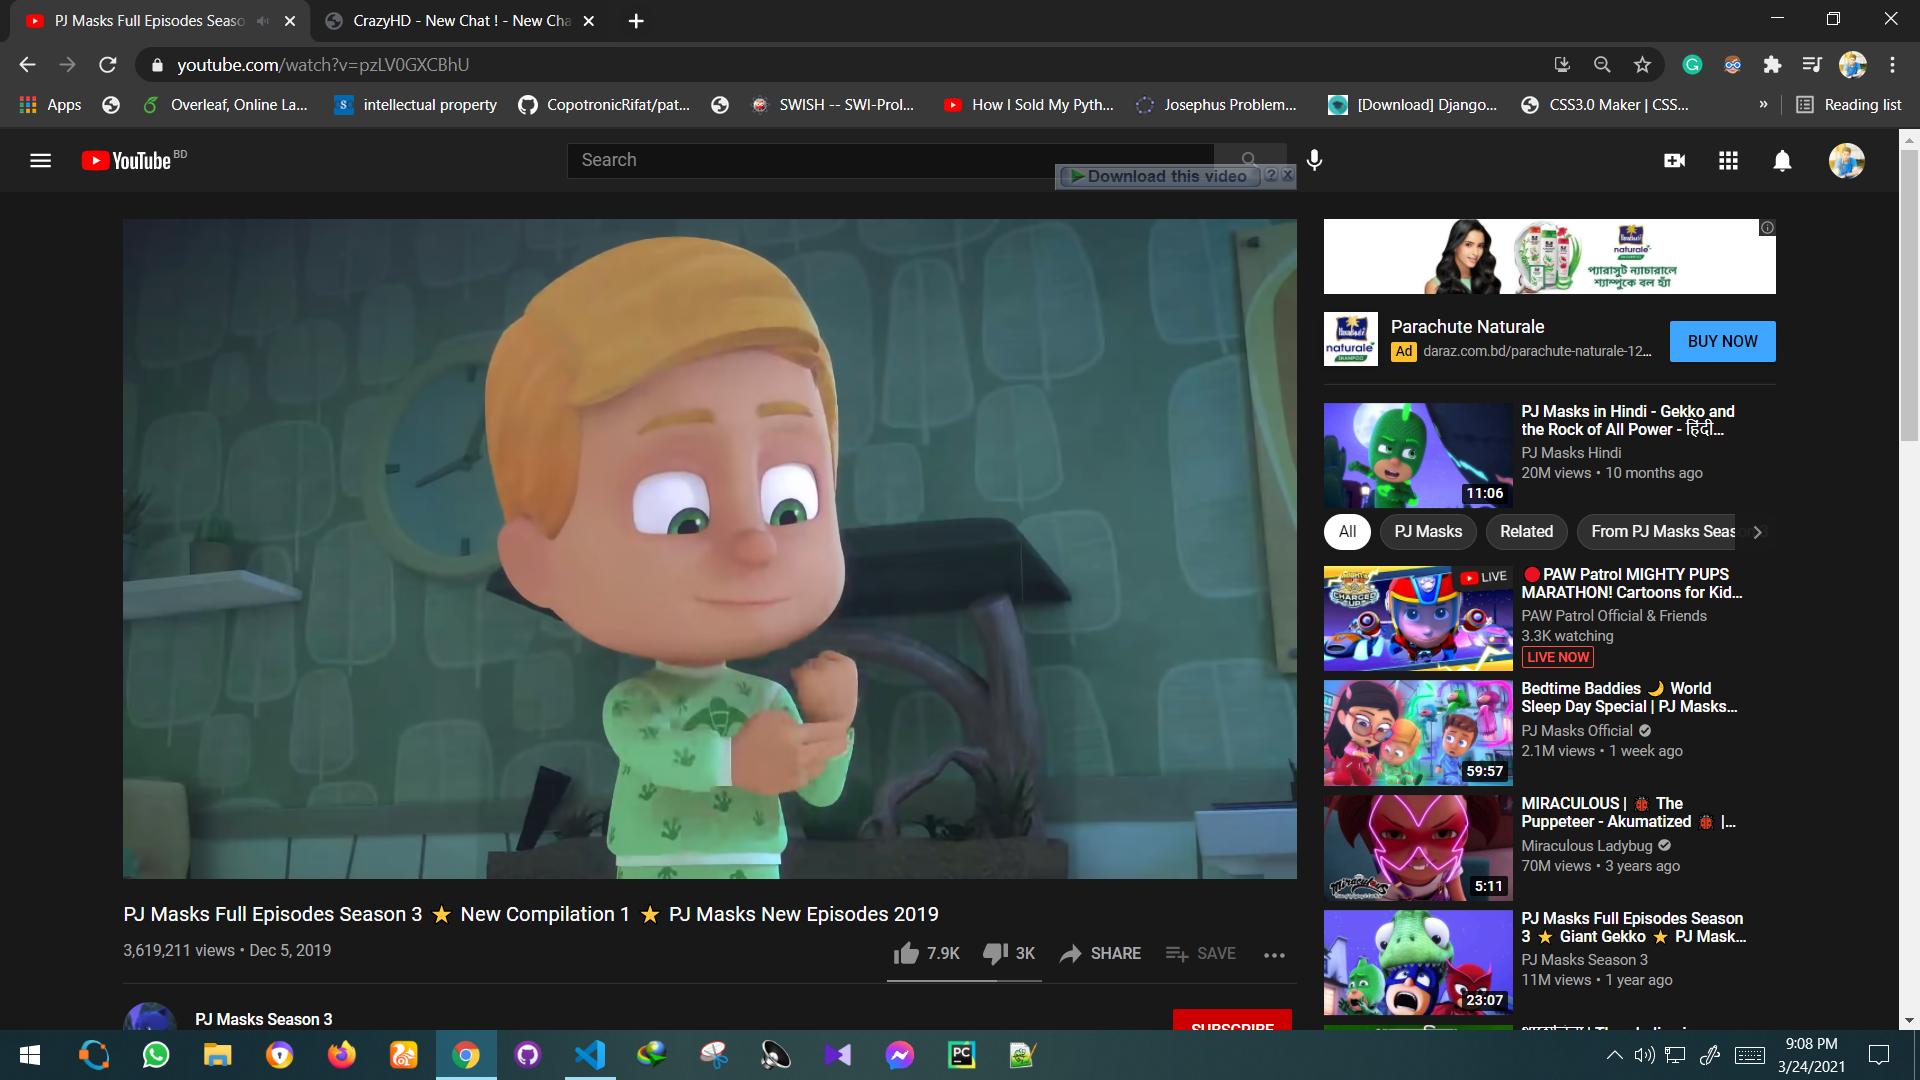 PJ Masks Full Episodes Seaso
CrazyHD - New Chat ! - New Cha
youtube.com/watch?v=pzLV0GXCBhU
Apps
Overleaf, Online La...
intellectual property
CopotronicRifat/pat...
SWISH -- SWI-Prol...
How I Sold My Pyth...
Josephus Problem...
[Download] Django...
CSS3.0 Maker | CSS...
»
Reading list
YouTube BD
Search
Download this video ? X
naturale
প্যারাসুট ন্যাচারালে
শ্যাম্পুকে বল হ্যাঁ
naturale
SHAMPOO
Parachute Naturale
Ad daraz.com.bd/parachute-naturale-12...
BUY NOW
11:06
PJ Masks in Hindi - Gekko and
the Rock of All Power - हिंदी...
PJ Masks Hindi
20M views • 10 months ago
All
PJ Masks
Related
From PJ Masks Season 3
CHARGED UP
LIVE
🔴PAW Patrol MIGHTY PUPS
MARATHON! Cartoons for Kid...
PAW Patrol Official & Friends
3.3K watching
LIVE NOW
59:57
Bedtime Baddies 🌙 World
Sleep Day Special | PJ Masks...
PJ Masks Official
2.1M views • 1 week ago
Miraculous
5:11
MIRACULOUS | 🐞 The
Puppeteer - Akumatized 🐞 |...
Miraculous Ladybug
70M views • 3 years ago
23:07
PJ Masks Full Episodes Season
3 ⭐ Giant Gekko ⭐ PJ Mask...
PJ Masks Season 3
11M views • 1 year ago
PJ Masks Full Episodes Season 3 ⭐ New Compilation 1 ⭐ PJ Masks New Episodes 2019
3,619,211 views • Dec 5, 2019
7.9K
3K
SHARE
SAVE
PJ Masks Season 3
SUBSCRIBE
PC
9:08 PM
3/24/2021